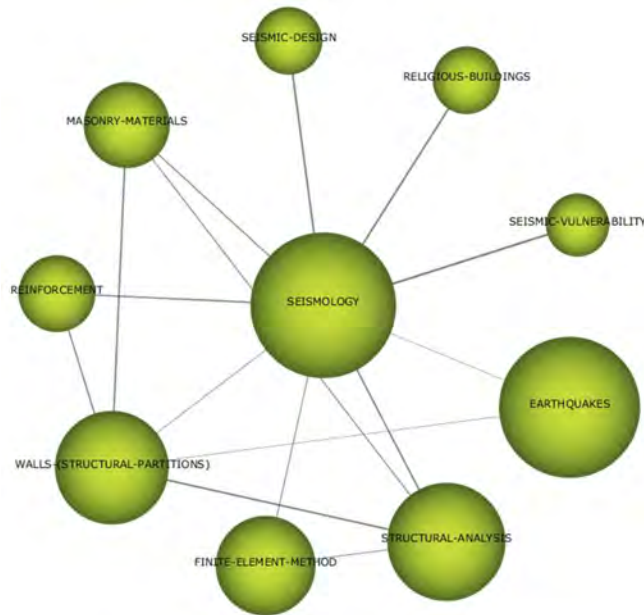 SEISMIC-DESIGN
RELIGIOUS-BUILDINGS
MASONRY-MATERIALS
SEISMIC-VULNERABILITY
REINFORCEMENT
SEISMOLOGY
EARTHQUAKES
WALLS-(STRUCTURAL-PARTITIONS)
STRUCTURAL-ANALYSIS
FINITE-ELEMENT-METHOD